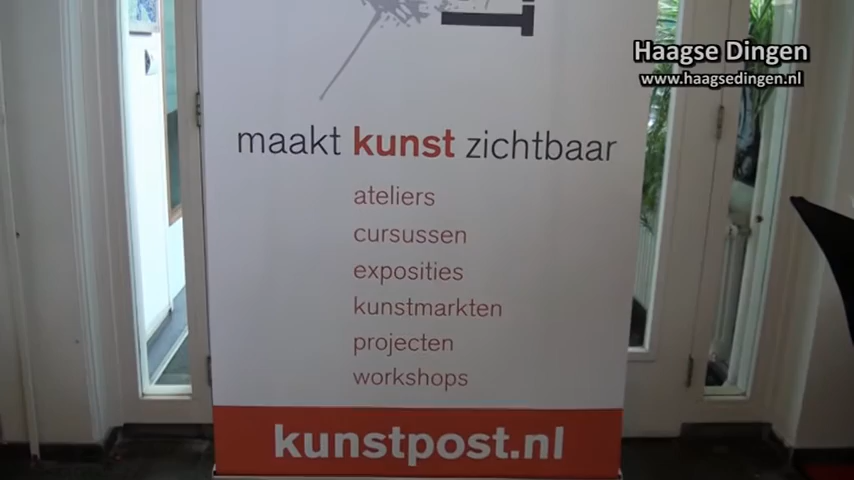 Haagse Dingen
www.haagsedingen.nl
maakt kunst zichtbaar
ateliers
cursussen
exposities
kunstmarkten
projecten
workshops
kunstpost.nl